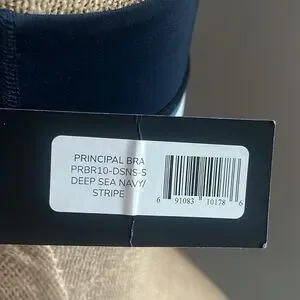 PRINCIPAL BRA
PRBR10-DSNS-S
DEEP SEA NAVY/
STRIPE
6 91083 10178 6